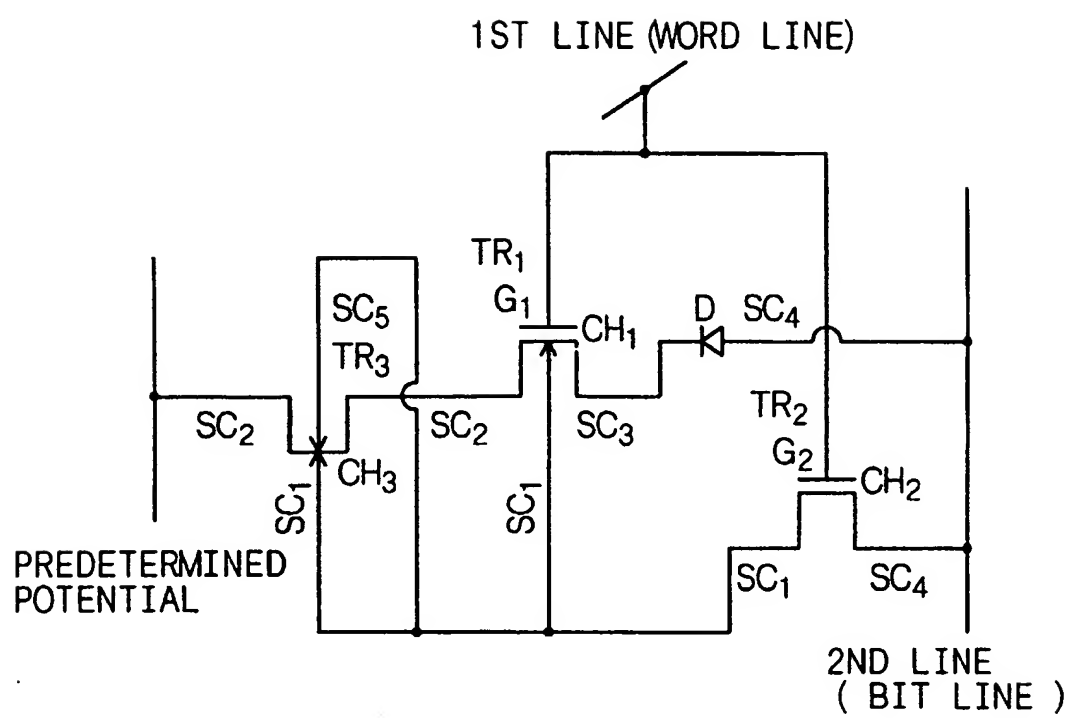 1ST LINE (WORD LINE)
TR1
G1
CH1
D
SC4
SC5
TR3
SC2
SC2
SC3
TR2
G2
CH2
CH3
SC1
SC1
SC1
SC4
PREDETERMINED
POTENTIAL
2ND LINE
( BIT LINE )